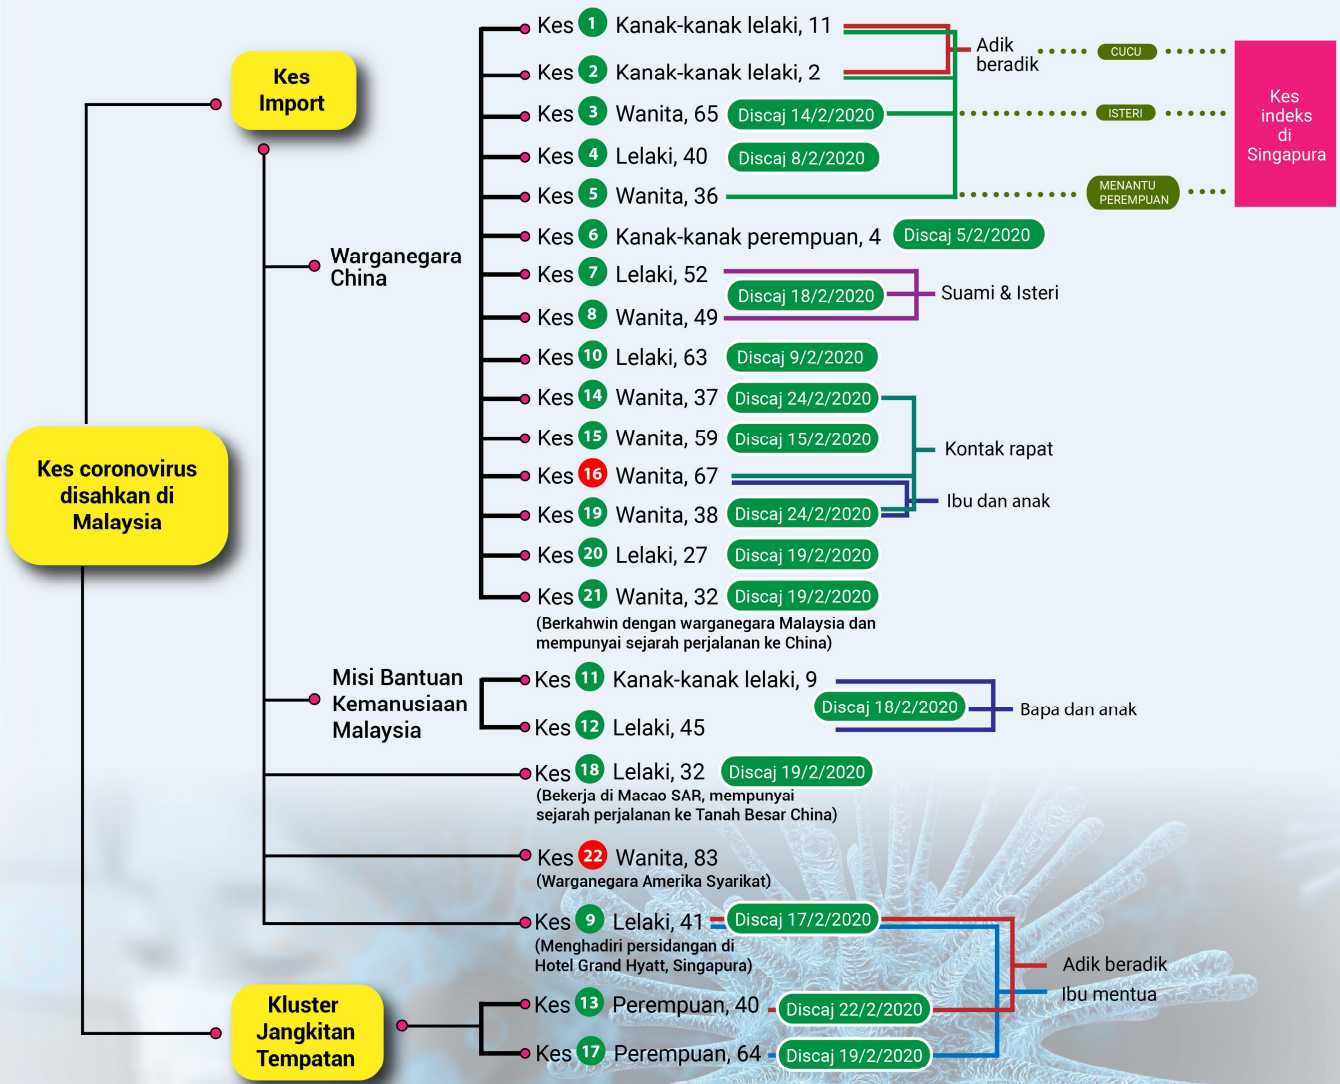 Kes 1 Kanak-kanak lelaki, 11
Kes 2 Kanak-kanak lelaki, 2
Adik
beradik
CUCU
Kes
Import
Kes 3 Wanita, 65 Discaj 14/2/2020
ISTERI
Kes
indeks
di
Singapura
Kes 4 Lelaki, 40 Discaj 8/2/2020
Kes 5 Wanita, 36
MENANTU
PEREMPUAN
Kes 6 Kanak-kanak perempuan, 4 Discaj 5/2/2020
Warganegara
China
Kes 7 Lelaki, 52
Discaj 18/2/2020
Suami & Isteri
Kes 8 Wanita, 49
Kes 10 Lelaki, 63 Discaj 9/2/2020
Kes 14 Wanita, 37 Discaj 24/2/2020
Kes 15 Wanita, 59 Discaj 15/2/2020
Kontak rapat
Kes 16 Wanita, 67
Ibu dan anak
Kes 19 Wanita, 38 Discaj 24/2/2020
Kes 20 Lelaki, 27 Discaj 19/2/2020
Kes 21 Wanita, 32 Discaj 19/2/2020
(Berkahwin dengan warganegara Malaysia dan
mempunyai sejarah perjalanan ke China)
Kes coronovirus
disahkan di
Malaysia
Misi Bantuan
Kemanusiaan
Malaysia
Kes 11 Kanak-kanak lelaki, 9
Discaj 18/2/2020
Bapa dan anak
Kes 12 Lelaki, 45
Kes 18 Lelaki, 32 Discaj 19/2/2020
(Bekerja di Macao SAR, mempunyai
sejarah perjalanan ke Tanah Besar China)
Kes 22 Wanita, 83
(Warganegara Amerika Syarikat)
Kes 9 Lelaki, 41 Discaj 17/2/2020
(Menghadiri persidangan di
Hotel Grand Hyatt, Singapura)
Adik beradik
Ibu mentua
Kluster
Jangkitan
Tempatan
Kes 13 Perempuan, 40 Discaj 22/2/2020
Kes 17 Perempuan, 64 Discaj 19/2/2020